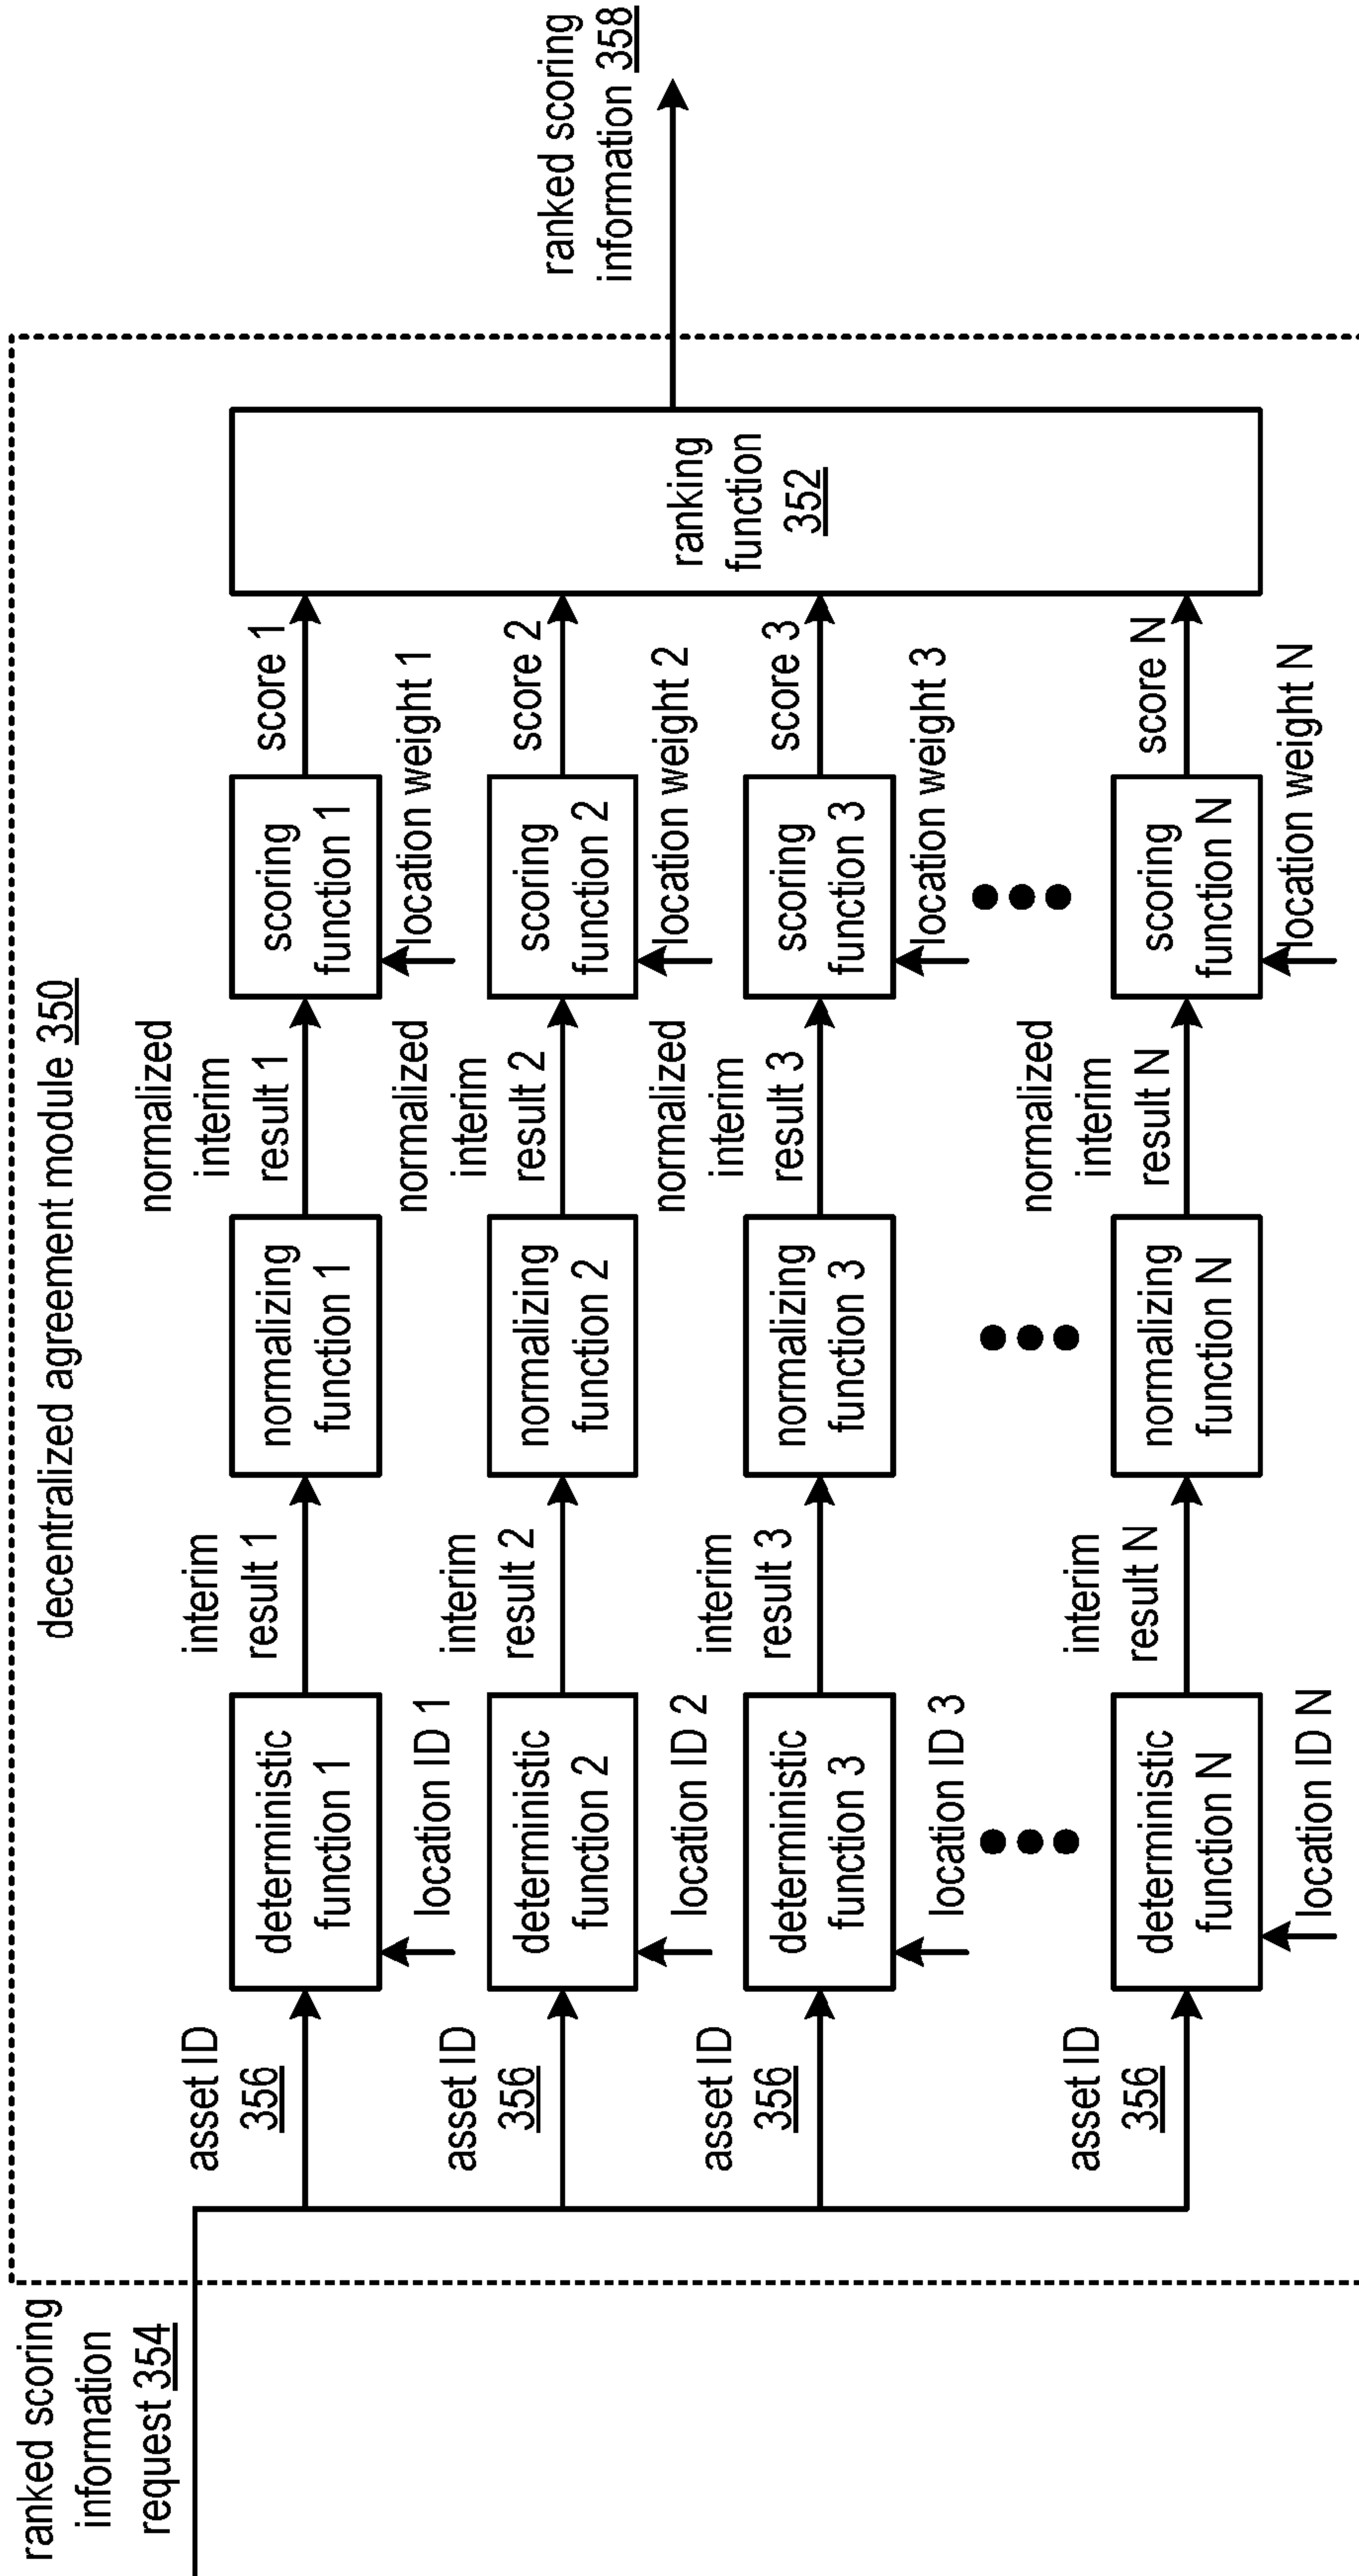 decentralized agreement module 350
ranked scoring
information
request 354
asset ID
356
deterministic
function 1
location ID 1
interim
result 1
normalizing
function 1
normalized
interim
result 1
scoring
function 1
location weight 1
score 1
asset ID
356
deterministic
function 2
location ID 2
interim
result 2
normalizing
function 2
normalized
interim
result 2
scoring
function 2
location weight 2
score 2
asset ID
356
deterministic
function 3
location ID 3
interim
result 3
normalizing
function 3
normalized
interim
result 3
scoring
function 3
location weight 3
score 3
asset ID
356
deterministic
function N
location ID N
interim
result N
normalizing
function N
normalized
interim
result N
scoring
function N
location weight N
score N
ranking
function
352
ranked scoring
information 358